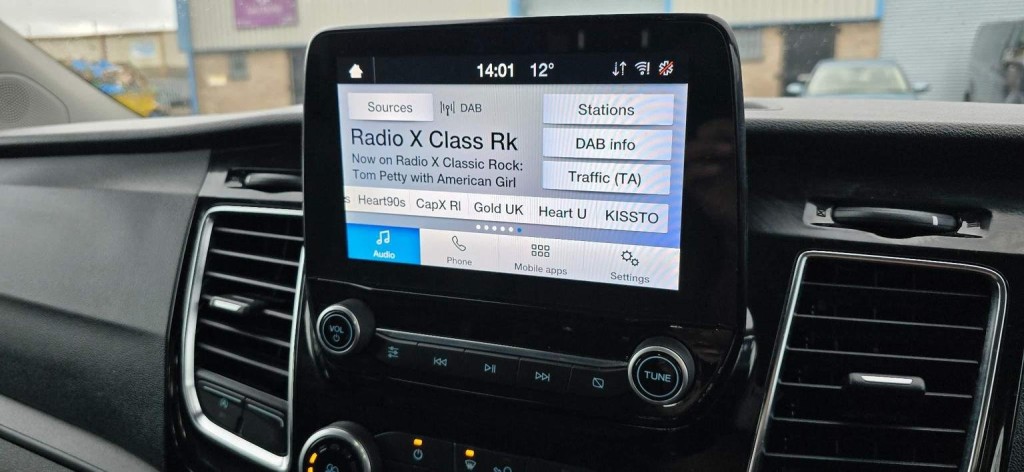 14:01 12°
Sources DAB Stations
Radio X Class Rk
DAB info
Now on Radio X Classic Rock:
Tom Petty with American Girl
Traffic (TA)
s Heart90s CapX Rl Gold UK Heart U KISSTO
Audio Phone Mobile apps Settings
VOL
TUNE